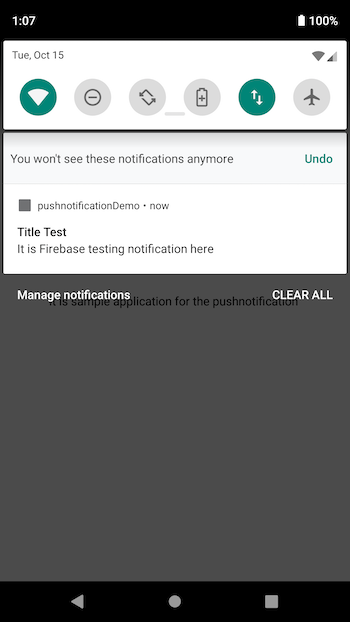 1:07 100%
Tue, Oct 15
You won't see these notifications anymore Undo
pushnotificationDemo • now
Title Test
It is Firebase testing notification here
Manage notifications CLEAR ALL
It is sample application for the pushnotification